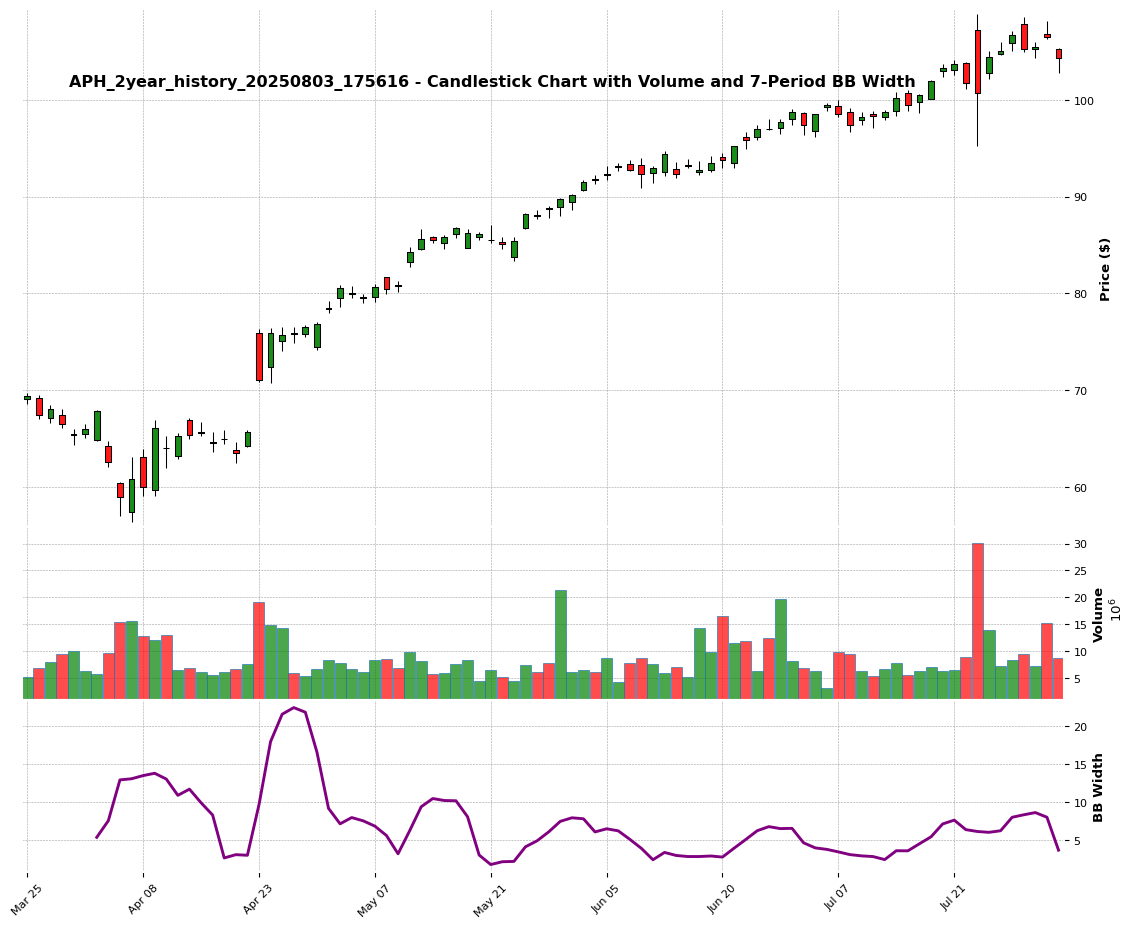 APH_2year_history_20250803_175616 - Candlestick Chart with Volume and 7-Period BB Width
100
90
80
70
60
Price ($)
30
25
20
15
10
5
Volume
10^6
20
15
10
5
BB Width
Mar 25
Apr 08
Apr 23
May 07
May 21
Jun 05
Jun 20
Jul 07
Jul 21